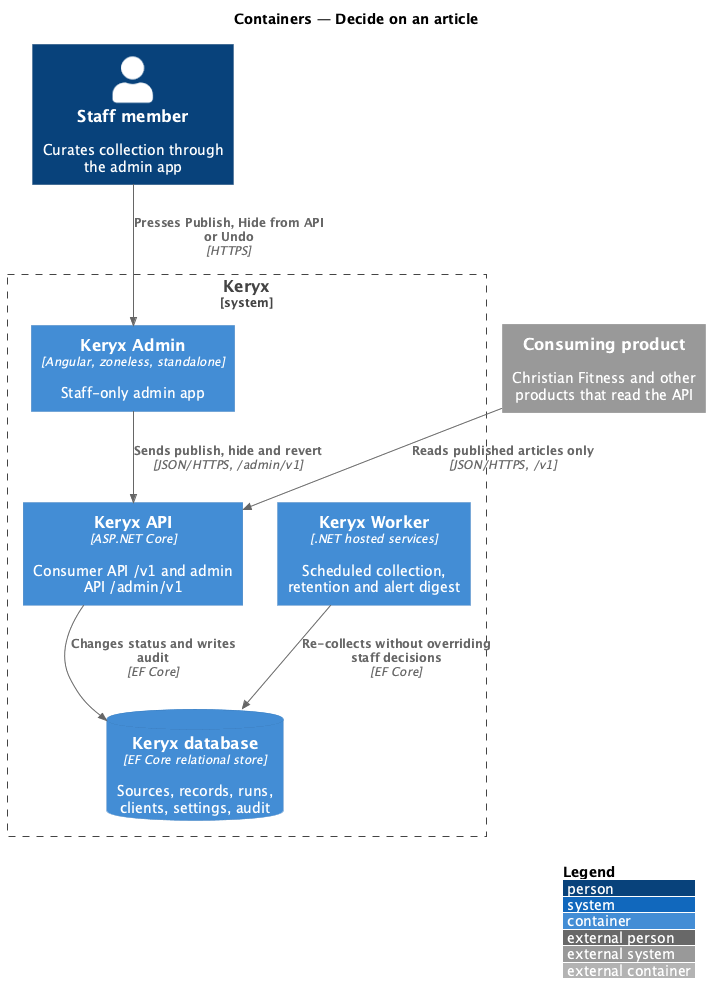 Containers — Decide on an article
Staff member
Curates collection through
the admin app
Presses Publish, Hide from API
or Undo
[HTTPS]
Keryx
[system]
Keryx Admin
[Angular, zoneless, standalone]
Staff-only admin app
Consuming product
Christian Fitness and other
products that read the API
Sends publish, hide and revert
[JSON/HTTPS, /admin/v1]
Reads published articles only
[JSON/HTTPS, /v1]
Keryx API
[ASP.NET Core]
Consumer API /v1 and admin
API /admin/v1
Keryx Worker
[.NET hosted services]
Scheduled collection,
retention and alert digest
Changes status and writes
audit
[EF Core]
Re-collects without overriding
staff decisions
[EF Core]
Keryx database
[EF Core relational store]
Sources, records, runs,
clients, settings, audit
Legend
person
system
container
external person
external system
external container